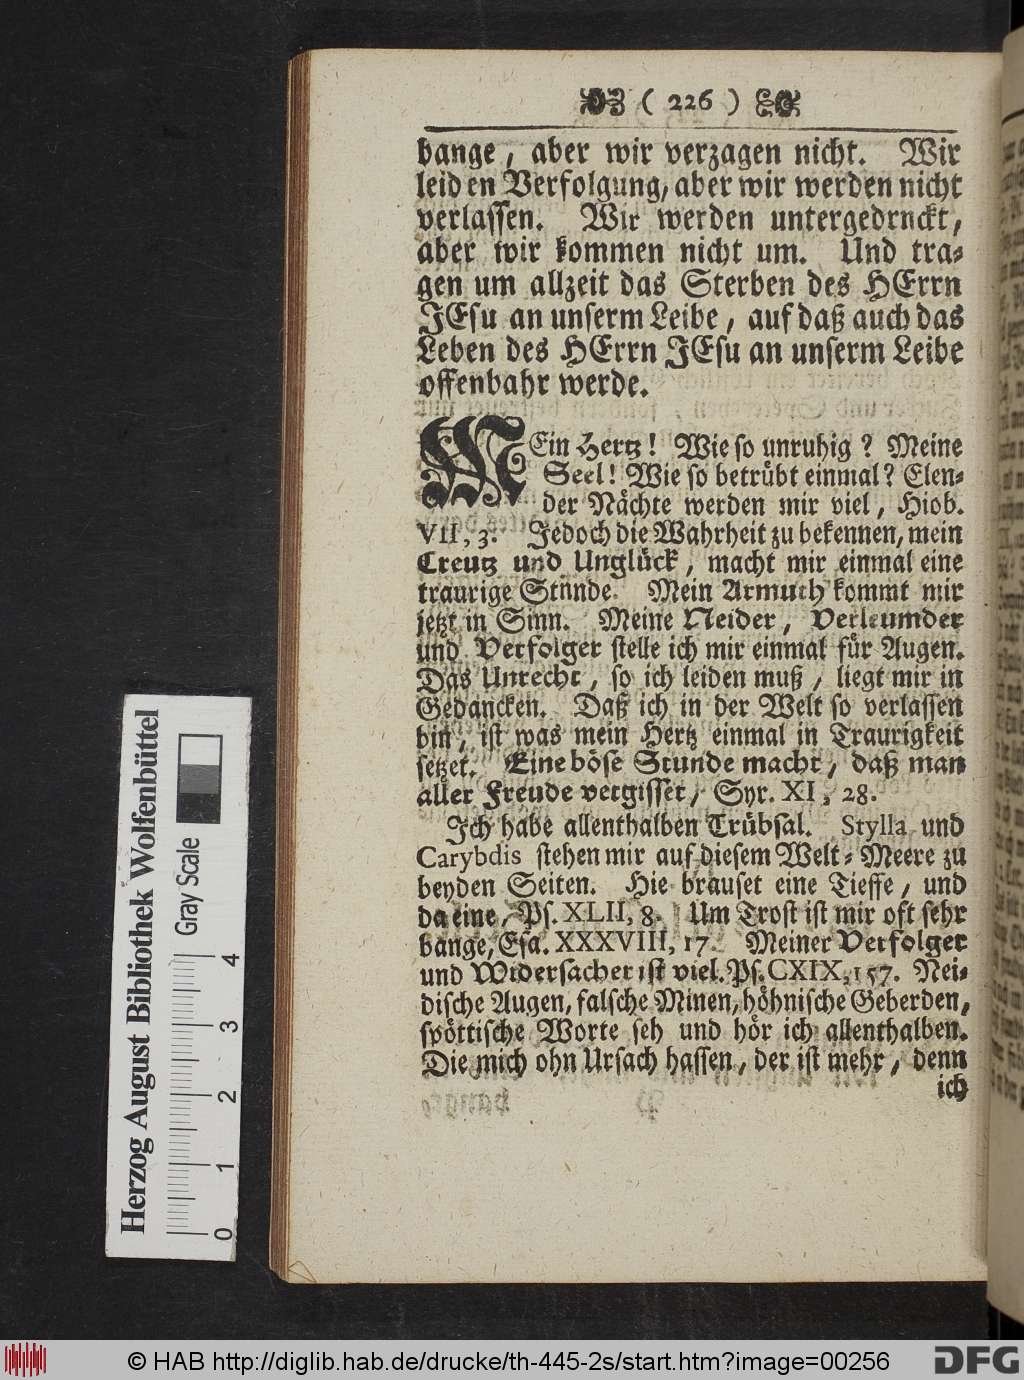 ( 226 )
bange, aber wir verzagen nicht. Wir
leiden Verfolgung, aber wir werden nicht
verlassen. Wir werden untergedrnckt,
aber wir kommen nicht um. Und tra-
gen um allzeit das Sterben des HErrn
JEsu an unserm Leibe, auf daß auch das
Leben des HErrn JEsu an unserm Leibe
offenbahr werde.
MEin Hertz! Wie so unruhig? Meine
Seel! Wie so betrübt einmal? Elen-
der Nächte werden mir viel, Hiob.
VII, 3. Jedoch die Wahrheit zu bekennen, mein
Creutz und Unglück, macht mir einmal eine
traurige Stunde. Mein Armuth kommt mir
jetzt in Sinn. Meine Neider, Verleumder
und Verfolger stelle ich mir einmal für Augen.
Das Unrecht, so ich leiden muß, liegt mir in
Gedancken. Daß ich in der Welt so verlassen
bin, ist was mein Hertz einmal in Traurigkeit
setzet. Eine böse Stunde macht, daß man
aller Freude vergisset, Syr. XI, 28.
Ich habe allenthalben Trübsal. Stylla und
Carybdis stehen mir auf diesem Welt-Meere zu
beyden Seiten. Hie brauset eine Tieffe, und
da eine, Ps. XLII, 8. Um Trost ist mir oft sehr
bange, Esa. XXXVIII, 17. Meiner Verfolger
und Widersacher ist viel. Ps. CXIX, 157. Nei-
dische Augen, falsche Minen, höhnische Geberden,
spöttische Worte seh und hör ich allenthalben.
Die mich ohn Ursach hassen, der ist mehr, denn
ich
Herzog August Bibliothek Wolfenbüttel
Gray Scale
0 1 2 3 4
© HAB http://diglib.hab.de/drucke/th-445-2s/start.htm?image=00256
DFG